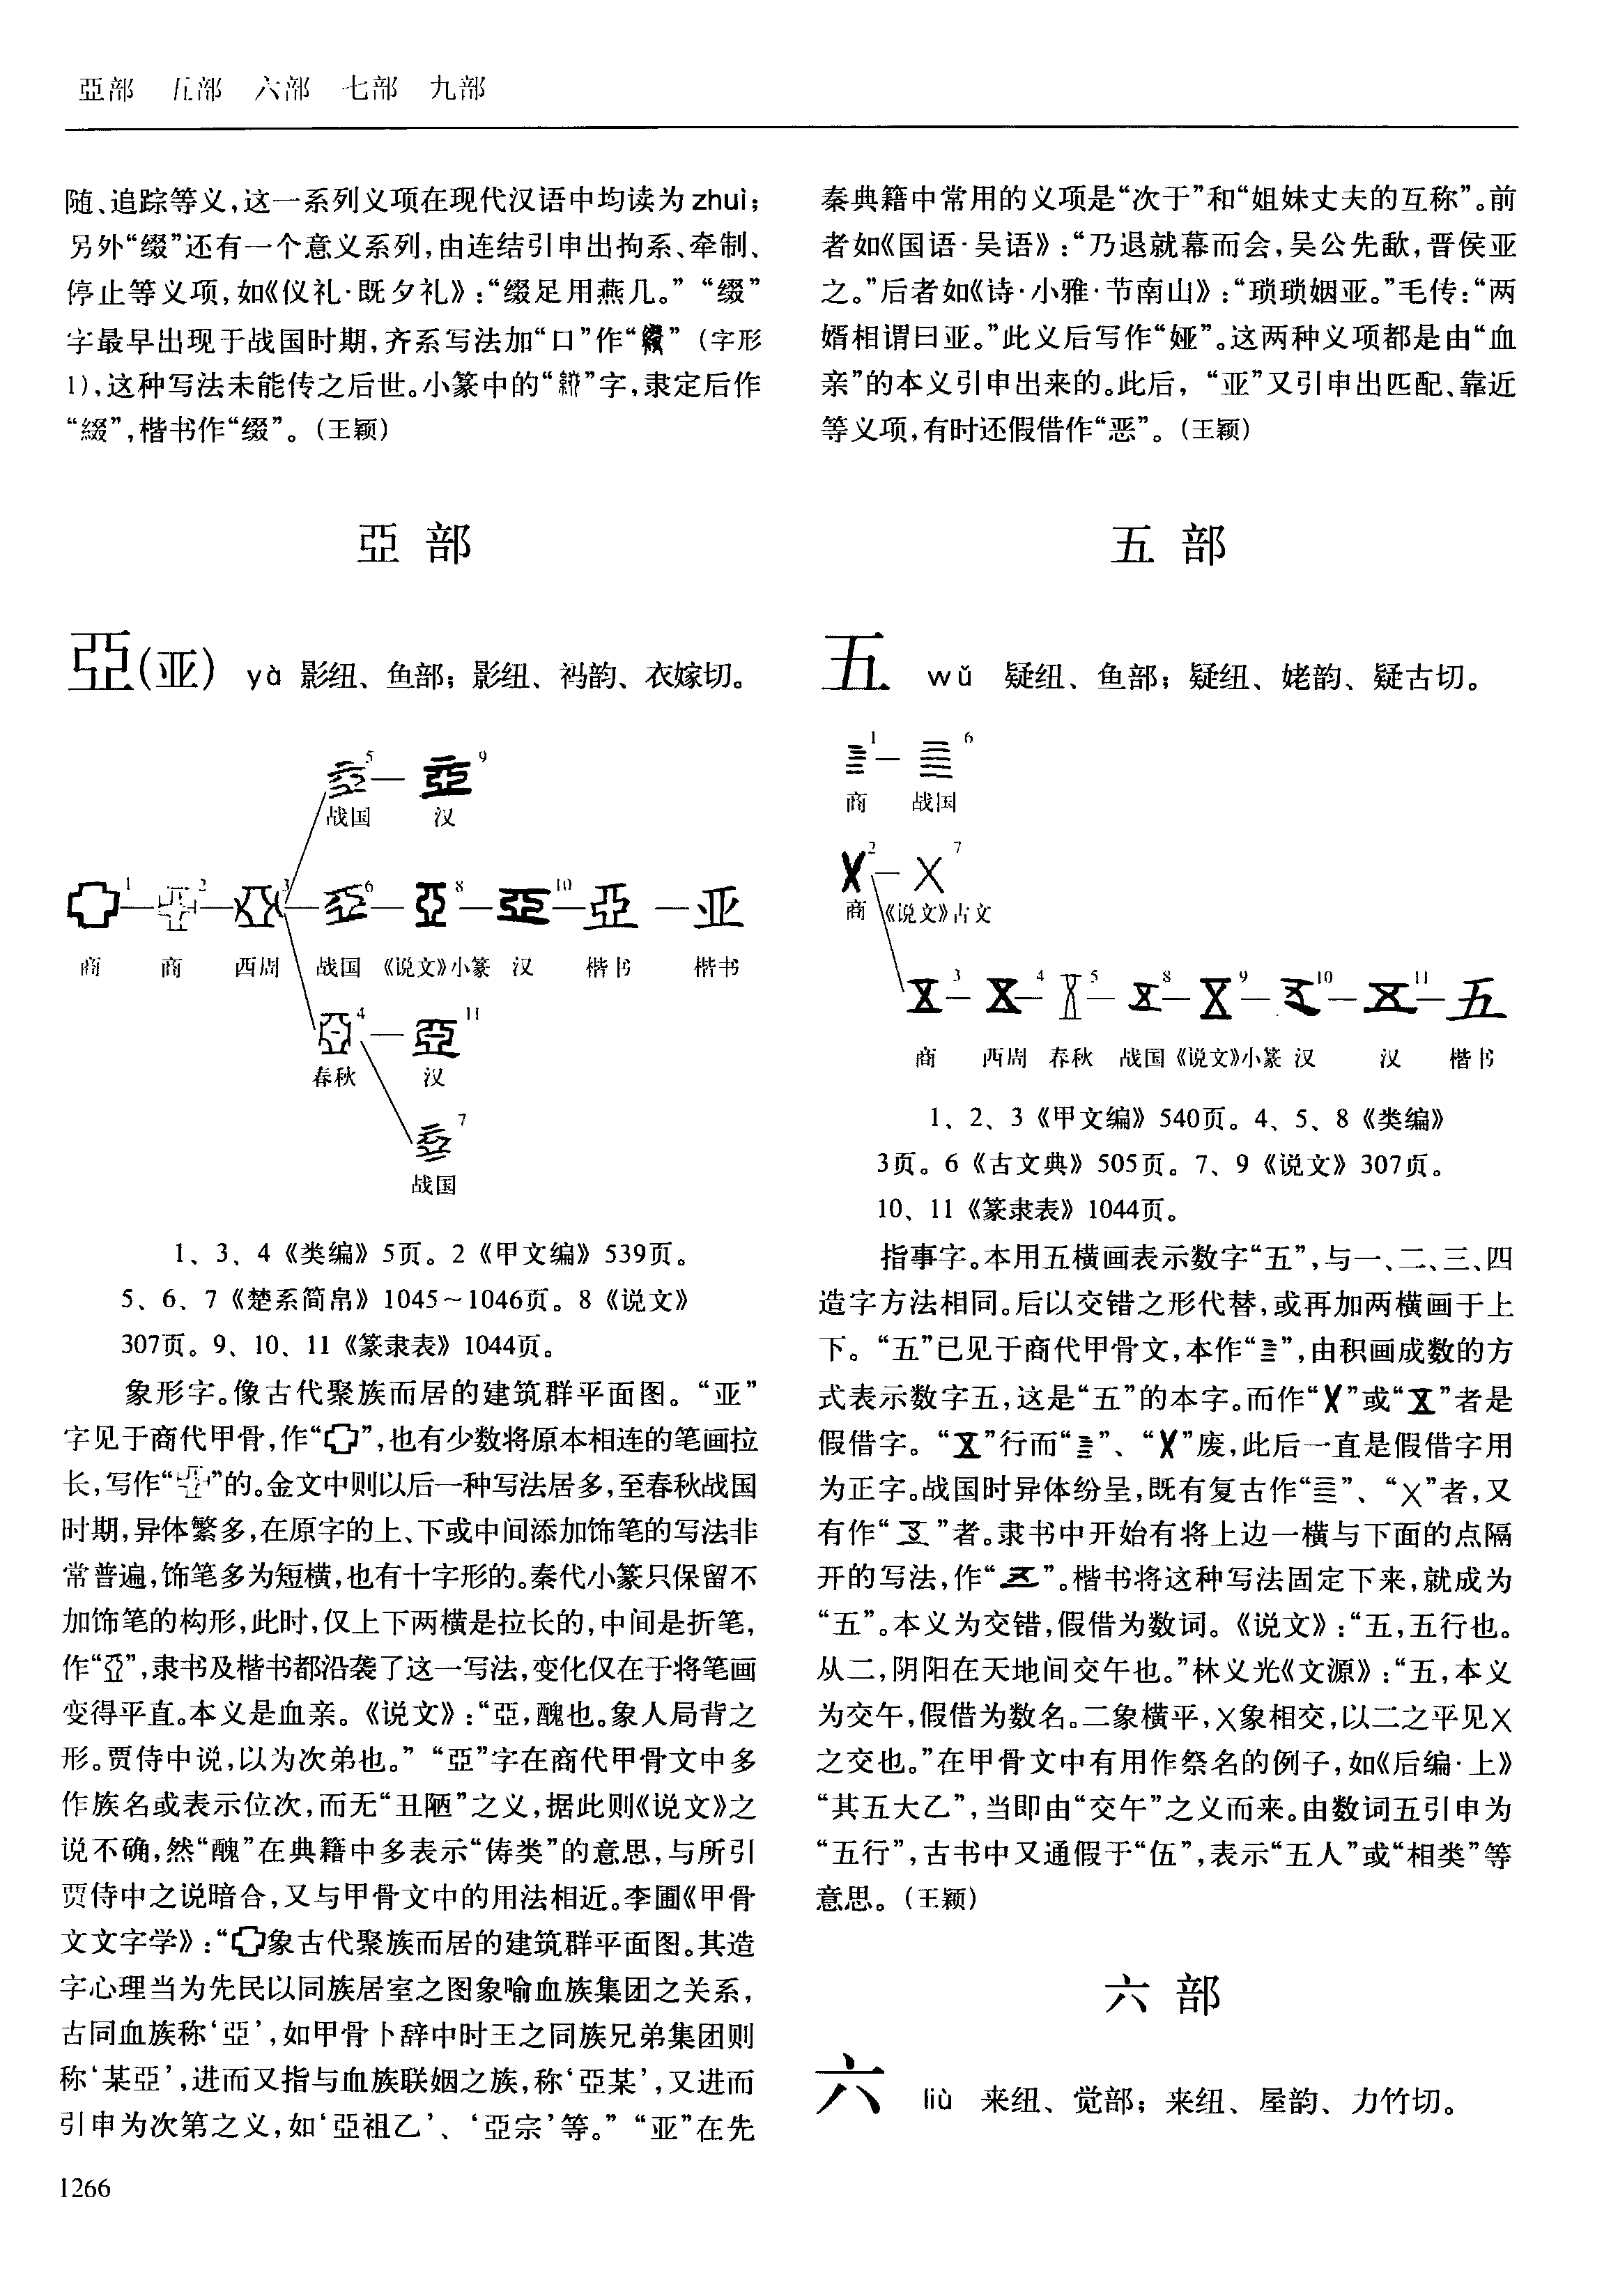 亞部 五部 六部 七部 九部
随、追踪等义，这一系列义项在现代汉语中均读为zhuì；
另外“缀”还有一个意义系列，由连结引申出拘系、牵制、
停止等义项，如《仪礼·既夕礼》：“缀足用燕几。”“缀”
字最早出现于战国时期，齐系写法加“口”作“”（字形
1），这种写法未能传之后世。小篆中的“”字，隶定后作
“綴”，楷书作“缀”。（王颖）
亞部
亞（亚） yà 影纽、鱼部；影纽、祃韵、衣嫁切。
5 9
战国 汉
1 2 3 6 8 10 亞 亚
商 商 西周 战国 《说文》小篆 汉 楷书 楷书
4 11
春秋 汉
7
战国
1、3、4《类编》5页。2《甲文编》539页。
5、6、7《楚系简帛》1045～1046页。8《说文》
307页。9、10、11《篆隶表》1044页。
象形字。像古代聚族而居的建筑群平面图。“亚”
字见于商代甲骨，作“”，也有少数将原本相连的笔画拉
长，写作“”的。金文中则以后一种写法居多，至春秋战国
时期，异体繁多，在原字的上、下或中间添加饰笔的写法非
常普遍，饰笔多为短横，也有十字形的。秦代小篆只保留不
加饰笔的构形，此时，仅上下两横是拉长的，中间是折笔，
作“”，隶书及楷书都沿袭了这一写法，变化仅在于将笔画
变得平直。本义是血亲。《说文》：“亞，醜也。象人局背之
形。贾侍中说，以为次弟也。”“亞”字在商代甲骨文中多
作族名或表示位次，而无“丑陋”之义，据此则《说文》之
说不确，然“醜”在典籍中多表示“俦类”的意思，与所引
贾侍中之说暗合，又与甲骨文中的用法相近。李圃《甲骨
文文字学》：“象古代聚族而居的建筑群平面图。其造
字心理当为先民以同族居室之图象喻血族集团之关系，
古同血族称‘亞’，如甲骨卜辞中时王之同族兄弟集团则
称‘某亞’，进而又指与血族联姻之族，称‘亞某’，又进而
引申为次第之义，如‘亞祖乙’、‘亞宗’等。”“亚”在先
秦典籍中常用的义项是“次于”和“姐妹丈夫的互称”。前
者如《国语·吴语》：“乃退就幕而会，吴公先歃，晋侯亚
之。”后者如《诗·小雅·节南山》：“琐琐姻亚。”毛传：“两
婿相谓曰亚。”此义后写作“娅”。这两种义项都是由“血
亲”的本义引申出来的。此后，“亚”又引申出匹配、靠近
等义项，有时还假借作“恶”。（王颖）
五部
五 wǔ 疑纽、鱼部；疑纽、姥韵、疑古切。
1 6
商 战国
2 7
商 《说文》古文
3 4 5 8 9 10 11 五
商 西周 春秋 战国 《说文》小篆 汉 汉 楷书
1、2、3《甲文编》540页。4、5、8《类编》
3页。6《古文典》505页。7、9《说文》307页。
10、11《篆隶表》1044页。
指事字。本用五横画表示数字“五”，与一、二、三、四
造字方法相同。后以交错之形代替，或再加两横画于上
下。“五”已见于商代甲骨文，本作“”，由积画成数的方
式表示数字五，这是“五”的本字。而作“”或“”者是
假借字。“”行而“”、“”废，此后一直是假借字用
为正字。战国时异体纷呈，既有复古作“”、“㐅”者，又
有作“”者。隶书中开始有将上边一横与下面的点隔
开的写法，作“”。楷书将这种写法固定下来，就成为
“五”。本义为交错，假借为数词。《说文》：“五，五行也。
从二，阴阳在天地间交午也。”林义光《文源》：“五，本义
为交午，假借为数名。二象横平，㐅象相交，以二之平见㐅
之交也。”在甲骨文中有用作祭名的例子，如《后编·上》
“其五大乙”，当即由“交午”之义而来。由数词五引申为
“五行”，古书中又通假于“伍”，表示“五人”或“相类”等
意思。（王颖）
六部
六 liù 来纽、觉部；来纽、屋韵、力竹切。
1266